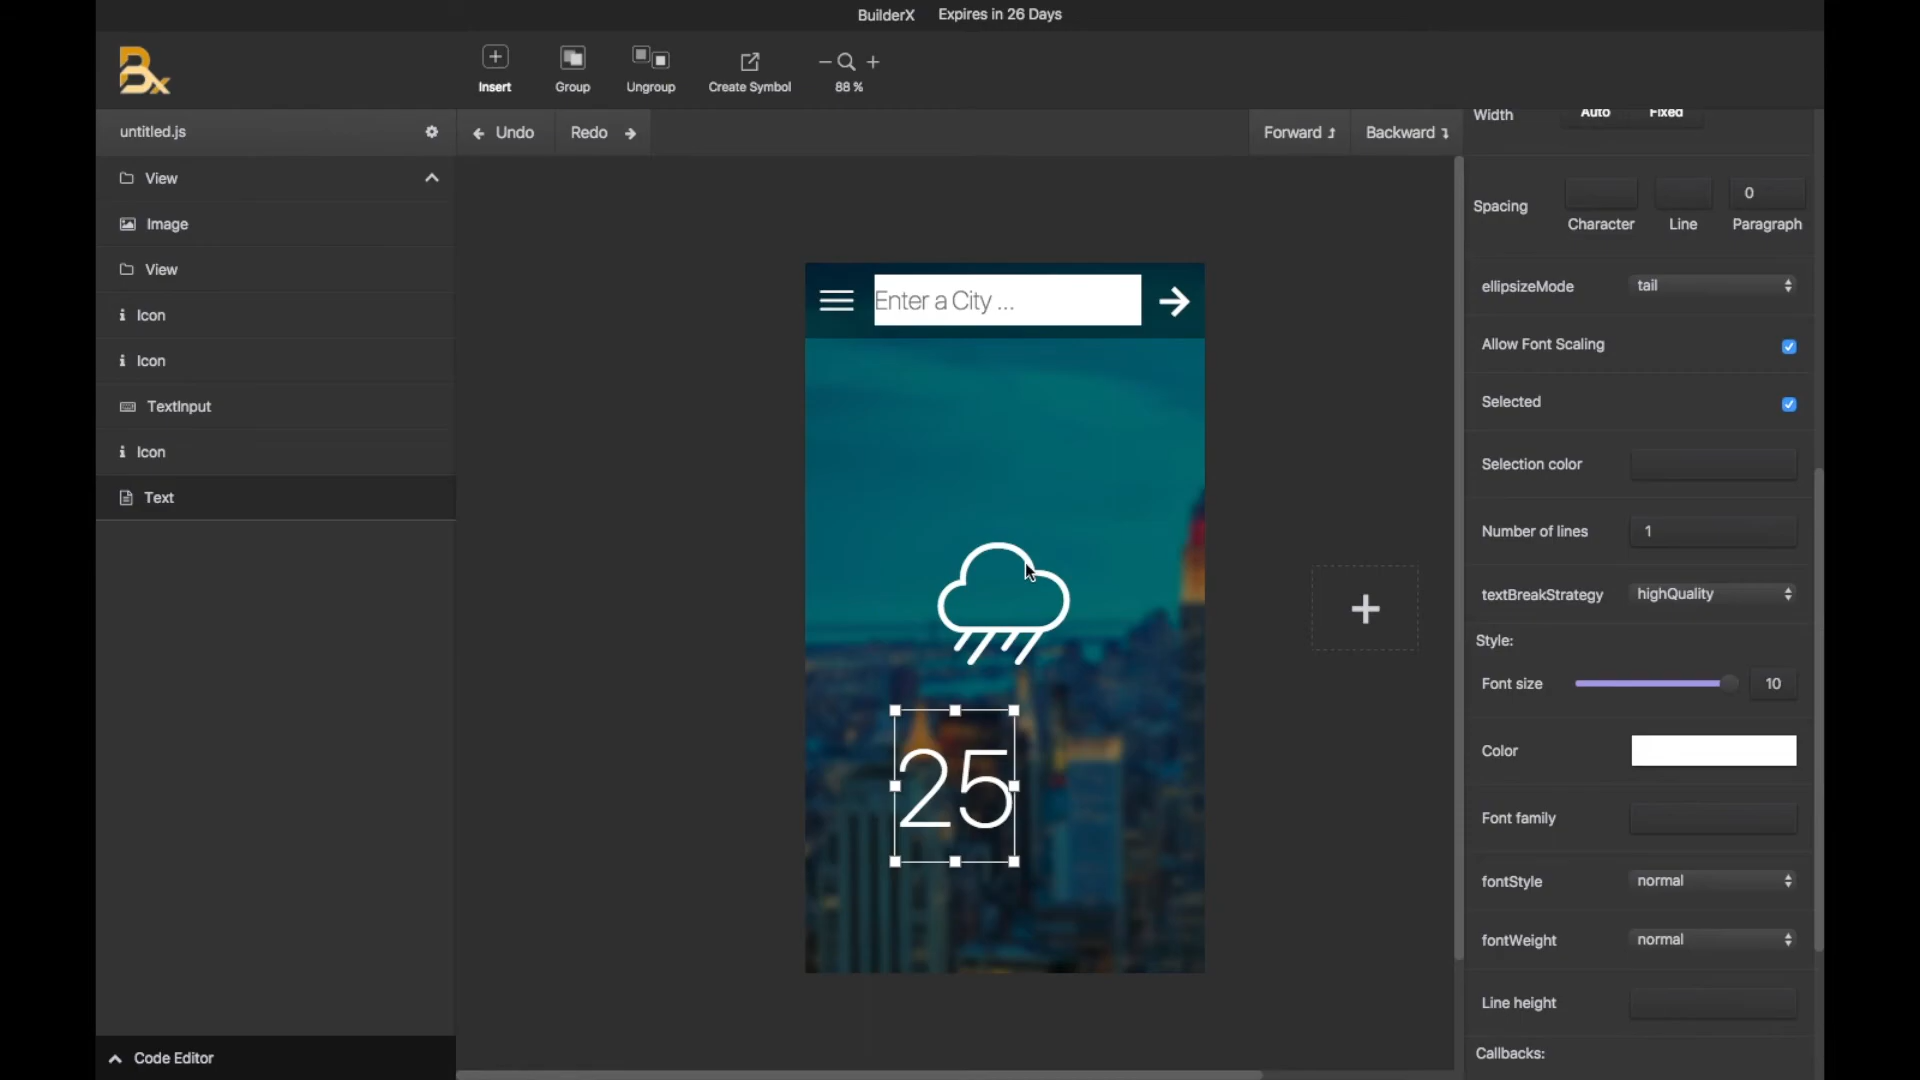 BuilderX Expires in 26 Days
Bx
Insert
Group
Ungroup
Create Symbol
88 %
untitled.js
Undo
Redo
Forward
Backward
View
Image
View
Icon
Icon
TextInput
Icon
Text
Code Editor
Enter a City ...
25
Width Auto Fixed
Spacing 0
Character Line Paragraph
ellipsizeMode tail
Allow Font Scaling
Selected
Selection color
Number of lines 1
textBreakStrategy highQuality
Style:
Font size 10
Color
Font family
fontStyle normal
fontWeight normal
Line height
Callbacks: